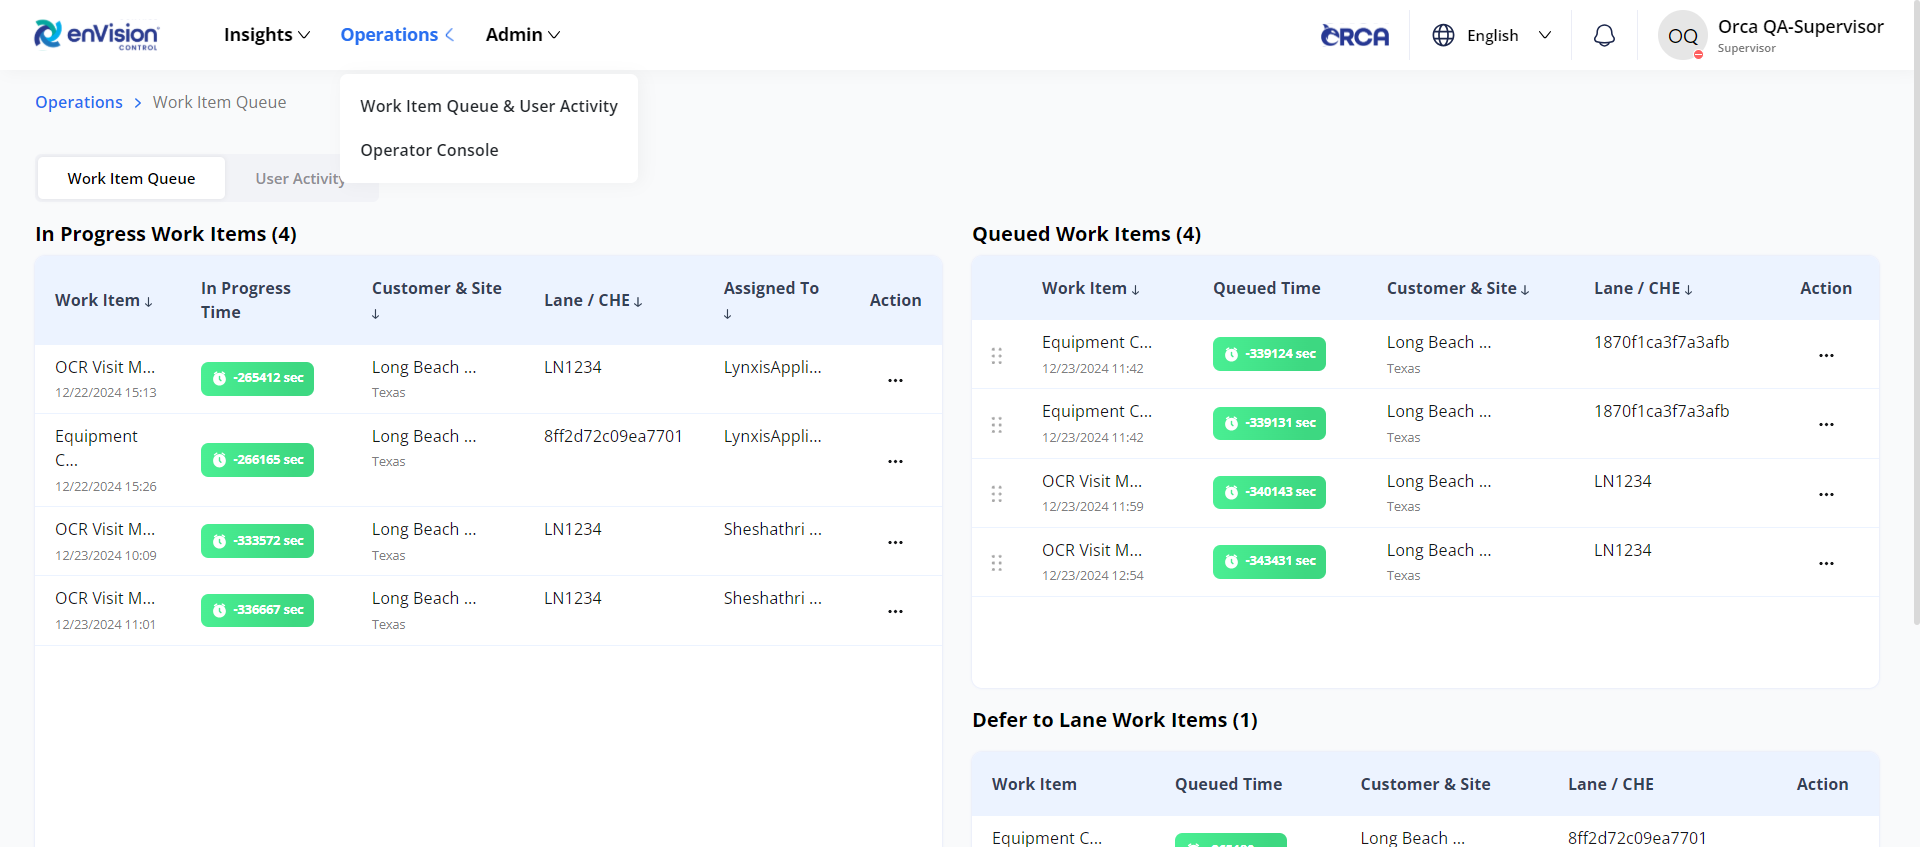 enVision
CONTROL
Insights
Operations
Admin
ORCA
English
OQ
Orca QA-Supervisor
Supervisor
Operations > Work Item Queue
Work Item Queue & User Activity
Operator Console
Work Item Queue
User Activity
In Progress Work Items (4)
Work Item ↓ In Progress Time Customer & Site ↓ Lane / CHE ↓ Assigned To ↓ Action
OCR Visit M... -265412 sec Long Beach ... LN1234 LynxisAppli... ...
12/22/2024 15:13 Texas
Equipment C... -266165 sec Long Beach ... 8ff2d72c09ea7701 LynxisAppli... ...
12/22/2024 15:26 Texas
OCR Visit M... -333572 sec Long Beach ... LN1234 Sheshathri ... ...
12/23/2024 10:09 Texas
OCR Visit M... -336667 sec Long Beach ... LN1234 Sheshathri ... ...
12/23/2024 11:01 Texas
Queued Work Items (4)
Work Item ↓ Queued Time Customer & Site ↓ Lane / CHE ↓ Action
Equipment C... -339124 sec Long Beach ... 1870f1ca3f7a3afb ...
12/23/2024 11:42 Texas
Equipment C... -339131 sec Long Beach ... 1870f1ca3f7a3afb ...
12/23/2024 11:42 Texas
OCR Visit M... -340143 sec Long Beach ... LN1234 ...
12/23/2024 11:59 Texas
OCR Visit M... -343431 sec Long Beach ... LN1234 ...
12/23/2024 12:54 Texas
Defer to Lane Work Items (1)
Work Item Queued Time Customer & Site Lane / CHE Action
Equipment C... Long Beach ... 8ff2d72c09ea7701